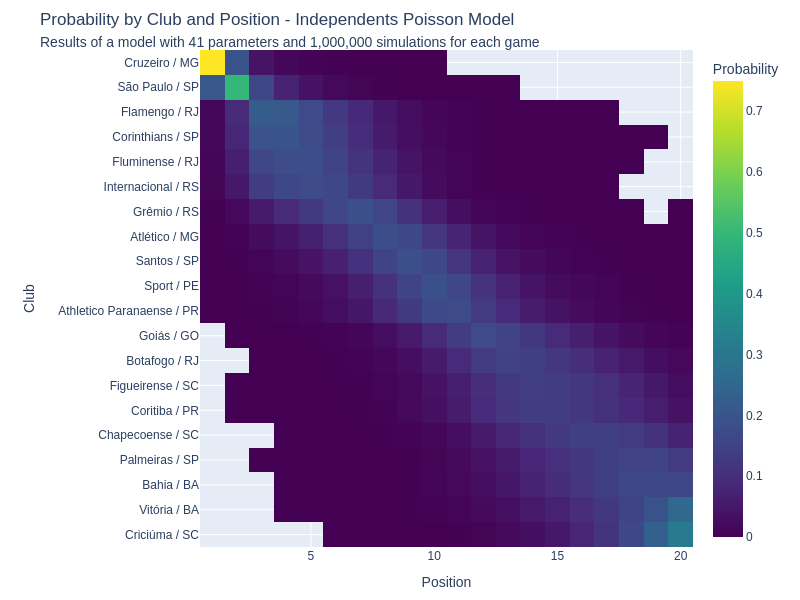 Probability by Club and Position - Independents Poisson Model
Results of a model with 41 parameters and 1,000,000 simulations for each game
Probability
Cruzeiro / MG
São Paulo / SP
Flamengo / RJ
Corinthians / SP
Fluminense / RJ
Internacional / RS
Grêmio / RS
Atlético / MG
Santos / SP
Sport / PE
Athletico Paranaense / PR
Goiás / GO
Botafogo / RJ
Figueirense / SC
Coritiba / PR
Chapecoense / SC
Palmeiras / SP
Bahia / BA
Vitória / BA
Criciúma / SC
Club
0.7
0.6
0.5
0.4
0.3
0.2
0.1
0
5
10
15
20
Position